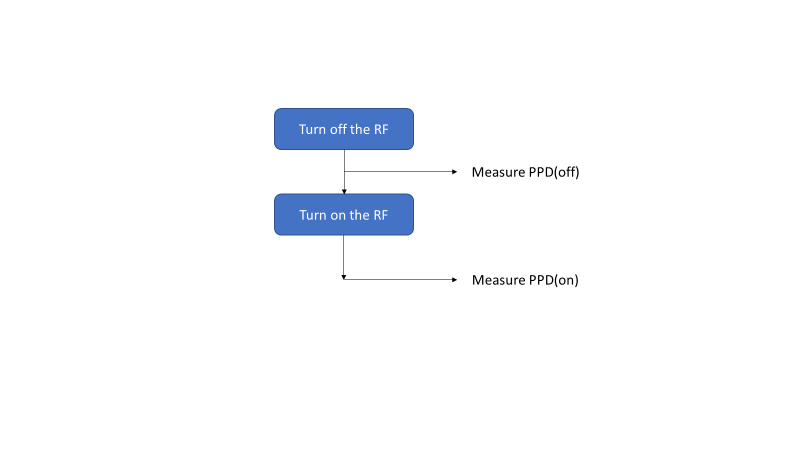 Turn off the RF
Measure PPD(off)
Turn on the RF
Measure PPD(on)